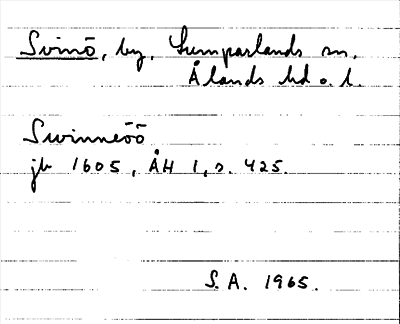 Svinö, by, Lumparlands sn,
Ålands hd o. l.
Swinneöö
jb 1605, ÅH 1, s. 425.
S.A. 1965.